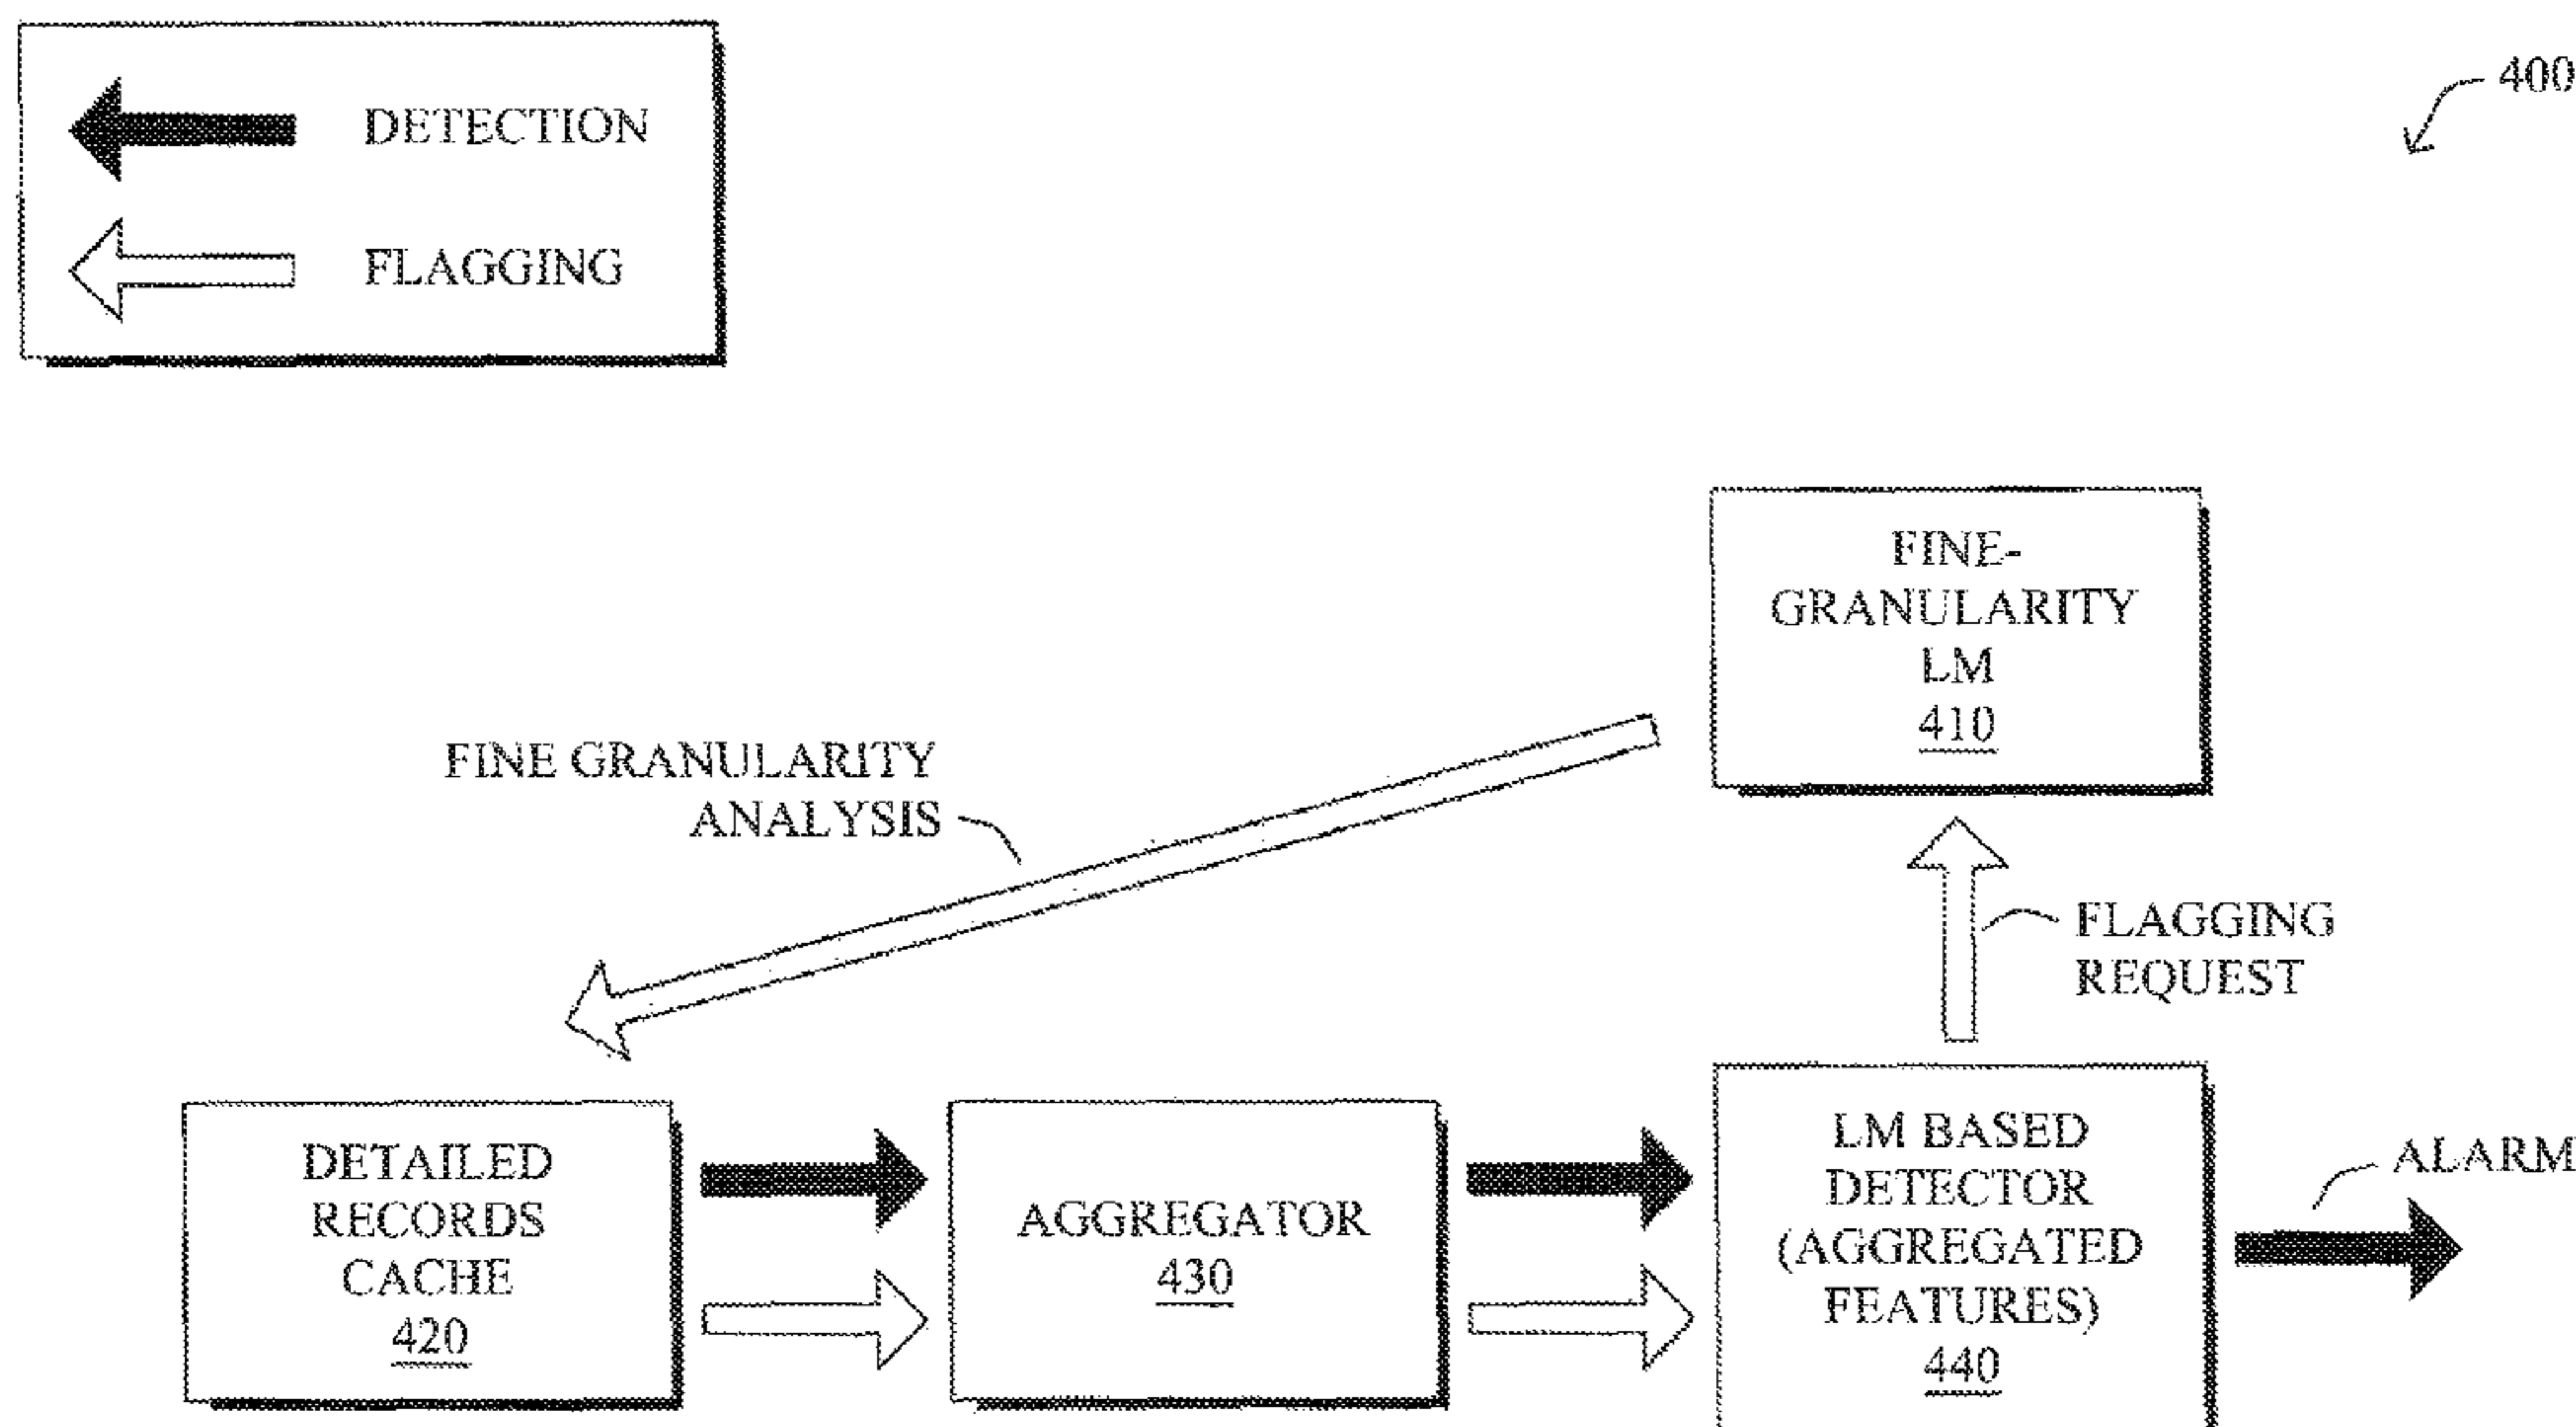 DETECTION
FLAGGING
400
FINE-
GRANULARITY
LM
410
FINE GRANULARITY
ANALYSIS
FLAGGING
REQUEST
DETAILED
RECORDS
CACHE
420
AGGREGATOR
430
LM BASED
DETECTOR
(AGGREGATED
FEATURES)
440
ALARM